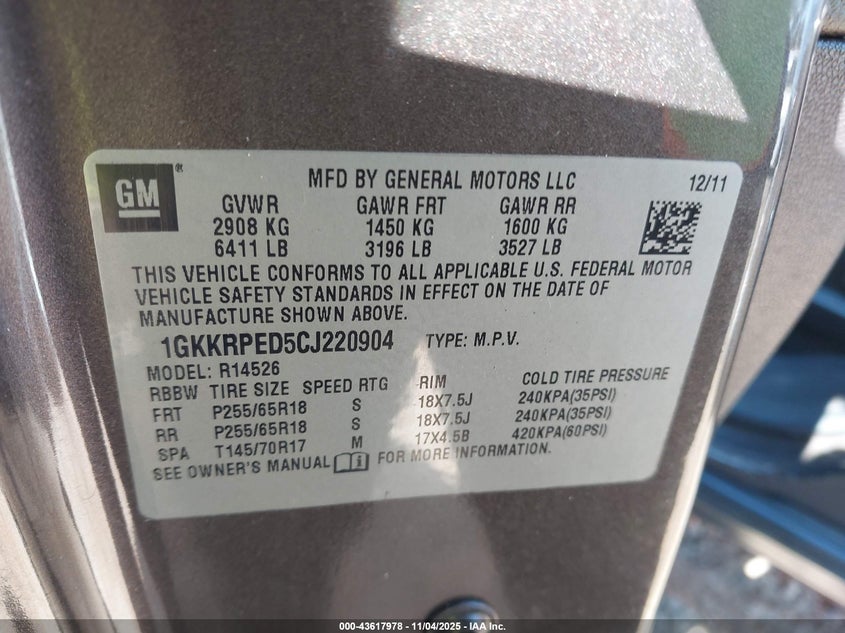 GM®
MFD BY GENERAL MOTORS LLC 12/11
GVWR GAWR FRT GAWR RR
2908 KG 1450 KG 1600 KG
6411 LB 3196 LB 3527 LB
THIS VEHICLE CONFORMS TO ALL APPLICABLE U.S. FEDERAL MOTOR
VEHICLE SAFETY STANDARDS IN EFFECT ON THE DATE OF
MANUFACTURE SHOWN ABOVE.
1GKKRPED5CJ220904 TYPE: M.P.V.
MODEL: R14526
RBBW TIRE SIZE SPEED RTG RIM COLD TIRE PRESSURE
FRT P255/65R18 S 18X7.5J 240KPA(35PSI)
RR P255/65R18 S 18X7.5J 240KPA(35PSI)
SPA T145/70R17 M 17X4.5B 420KPA(60PSI)
SEE OWNER'S MANUAL i FOR MORE INFORMATION.
000-43617978 - 11/04/2025 - IAA Inc.